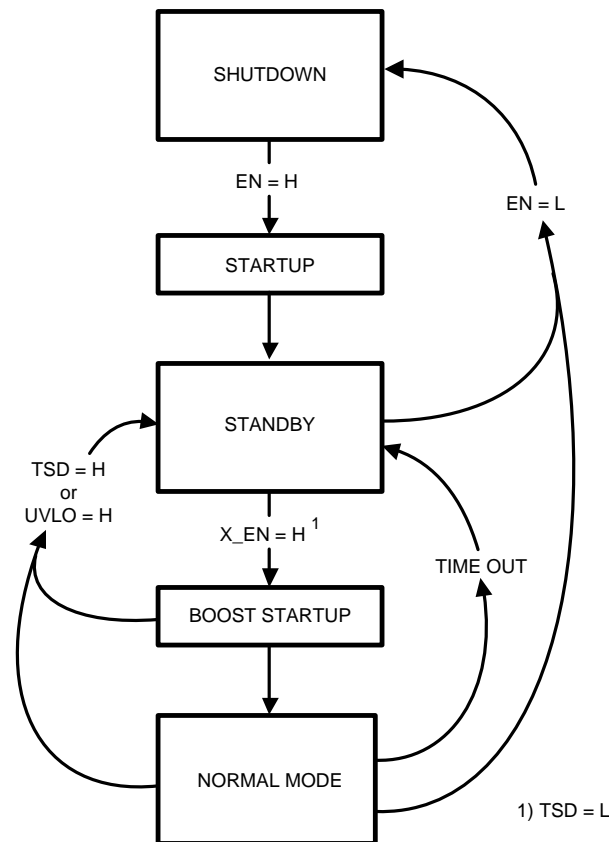 SHUTDOWN
EN = H
EN = L
STARTUP
STANDBY
TSD = H
or
UVLO = H
X_EN = H 1
TIME OUT
BOOST STARTUP
NORMAL MODE
1) TSD = L